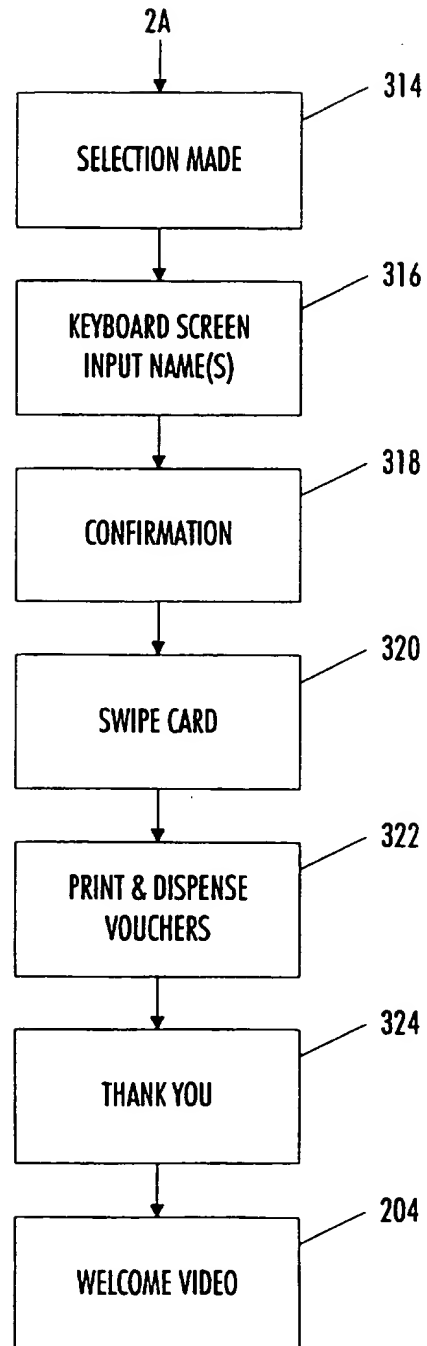 2A
314
SELECTION MADE
316
KEYBOARD SCREEN
INPUT NAME(S)
318
CONFIRMATION
320
SWIPE CARD
322
PRINT & DISPENSE
VOUCHERS
324
THANK YOU
204
WELCOME VIDEO